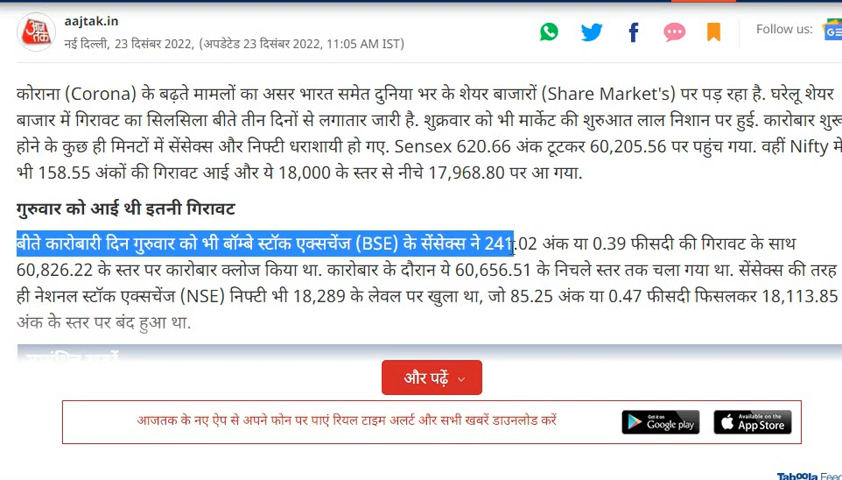 आज तक
aajtak.in
नई दिल्ली, 23 दिसंबर 2022, (अपडेटेड 23 दिसंबर 2022, 11:05 AM IST)
Follow us:
कोराना (Corona) के बढ़ते मामलों का असर भारत समेत दुनिया भर के शेयर बाजारों (Share Market's) पर पड़ रहा है. घरेलू शेयर
बाजार में गिरावट का सिलसिला बीते तीन दिनों से लगातार जारी है. शुक्रवार को भी मार्केट की शुरुआत लाल निशान पर हुई. कारोबार शुरू
होने के कुछ ही मिनटों में सेंसेक्स और निफ्टी धराशायी हो गए. Sensex 620.66 अंक टूटकर 60,205.56 पर पहुंच गया. वहीं Nifty में
भी 158.55 अंकों की गिरावट आई और ये 18,000 के स्तर से नीचे 17,968.80 पर आ गया.
गुरुवार को आई थी इतनी गिरावट
बीते कारोबारी दिन गुरुवार को भी बॉम्बे स्टॉक एक्सचेंज (BSE) के सेंसेक्स ने 241.02 अंक या 0.39 फीसदी की गिरावट के साथ
60,826.22 के स्तर पर कारोबार क्लोज किया था. कारोबार के दौरान ये 60,656.51 के निचले स्तर तक चला गया था. सेंसेक्स की तरह
ही नेशनल स्टॉक एक्सचेंज (NSE) निफ्टी भी 18,289 के लेवल पर खुला था, जो 85.25 अंक या 0.47 फीसदी फिसलकर 18,113.85
अंक के स्तर पर बंद हुआ था.
और पढ़ें
आजतक के नए ऐप से अपने फोन पर पाएं रियल टाइम अलर्ट और सभी खबरें डाउनलोड करें
Get it on Google play
Available on the App Store
Taboola Feed